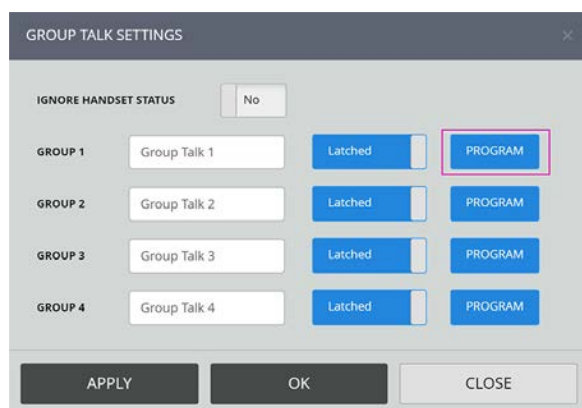 GROUP TALK SETTINGS ×
IGNORE HANDSET STATUS No
GROUP 1 Group Talk 1 Latched PROGRAM
GROUP 2 Group Talk 2 Latched PROGRAM
GROUP 3 Group Talk 3 Latched PROGRAM
GROUP 4 Group Talk 4 Latched PROGRAM
APPLY OK CLOSE